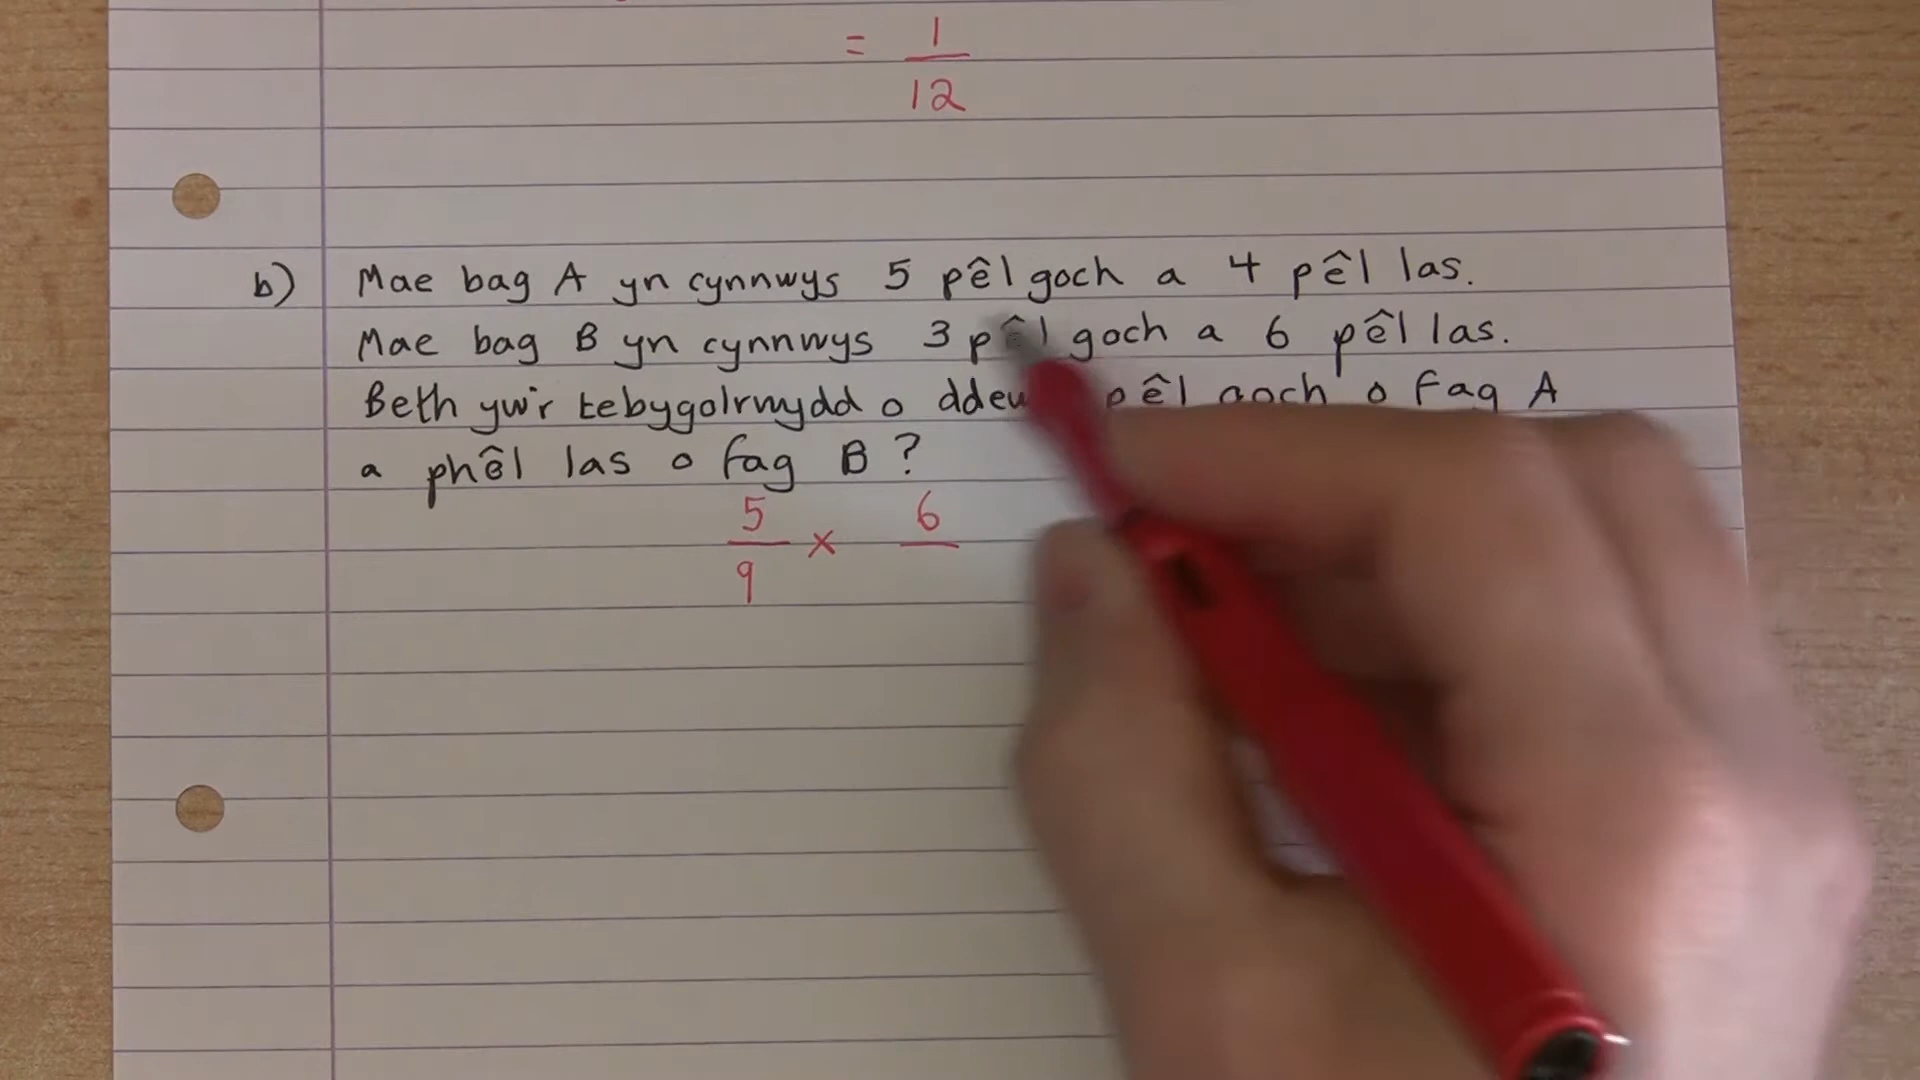 = 1
12
b) Mae bag A yn cynnwys 5 pêl goch a 4 pêl las.
Mae bag B yn cynnwys 3 pêl goch a 6 pêl las.
Beth yw'r tebygolrwydd o pêl goch o fag A
a phêl las o fag B?
5 × 6
9